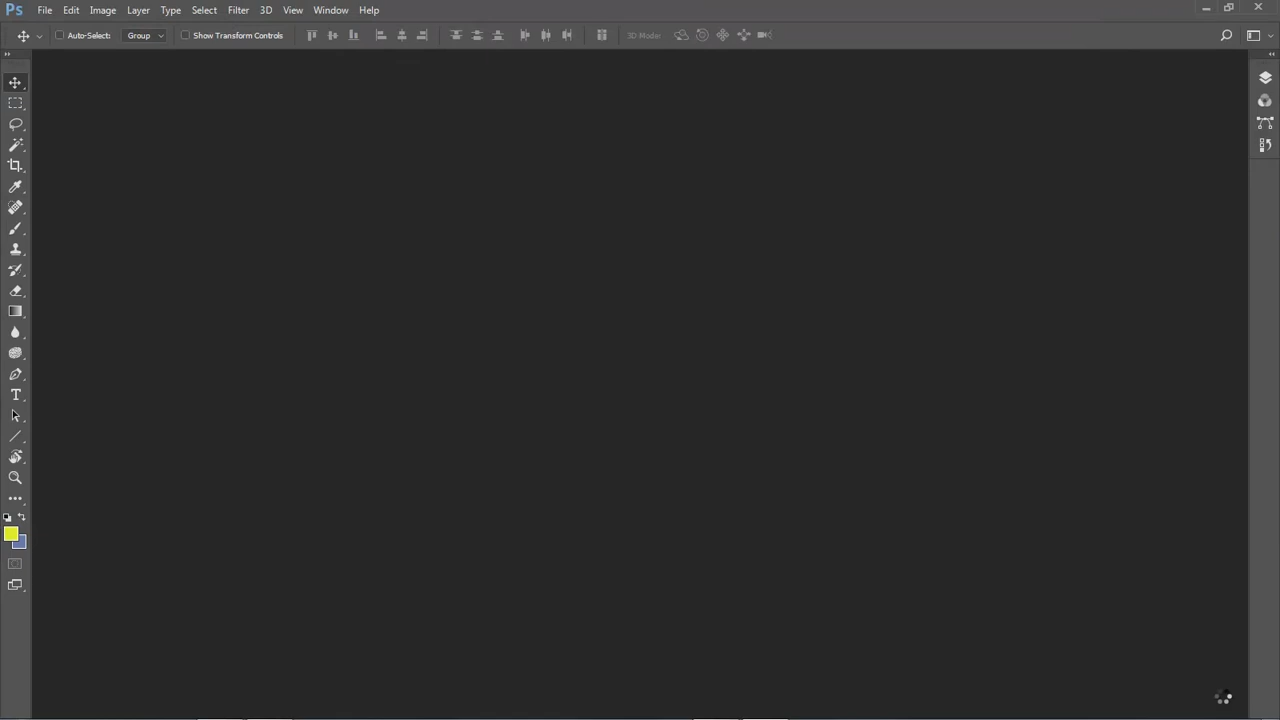 Ps File Edit Image Layer Type Select Filter 3D View Window Help
Auto-Select: Group Show Transform Controls 3D Mode:
T